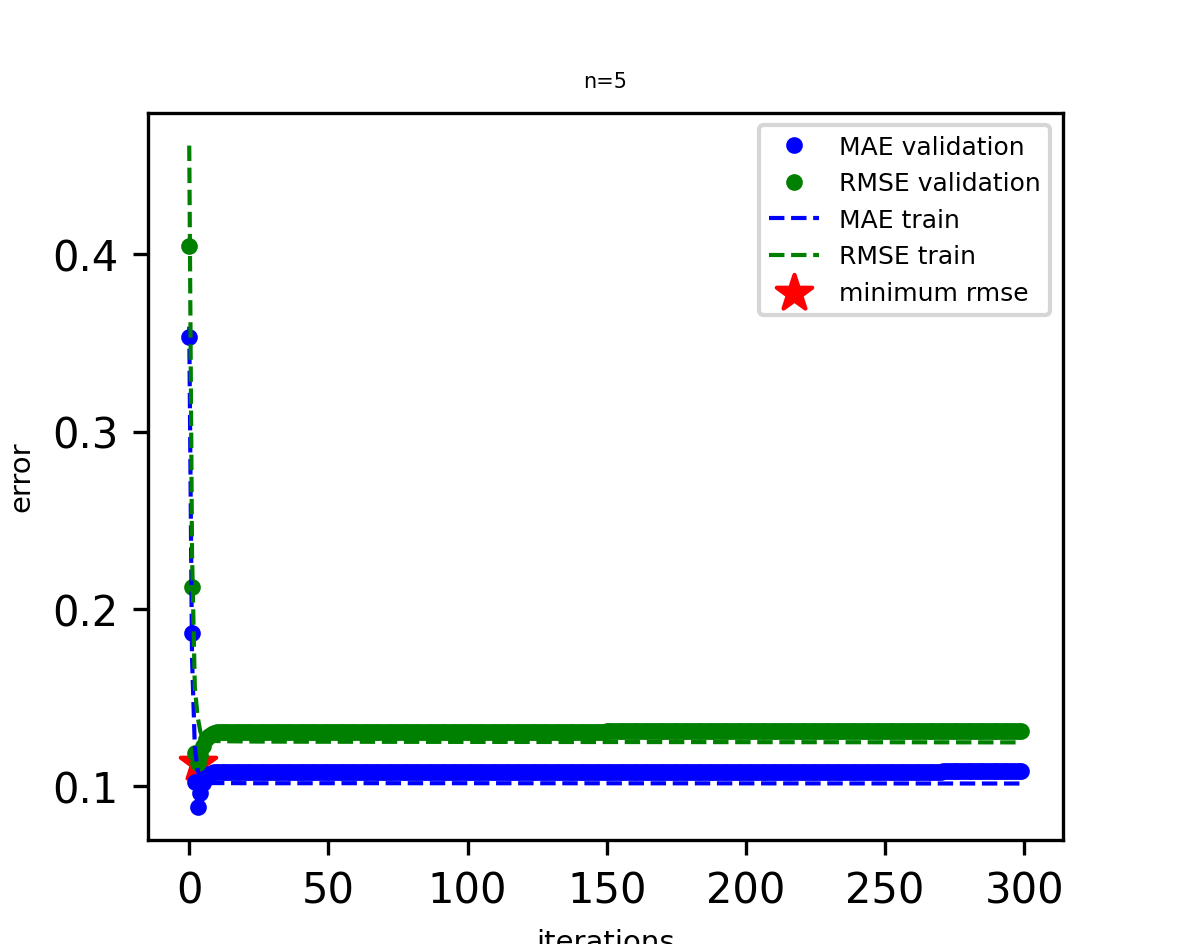 n=5
MAE validation
RMSE validation
MAE train
RMSE train
minimum rmse
error
0.4
0.3
0.2
0.1
0 50 100 150 200 250 300
iterations